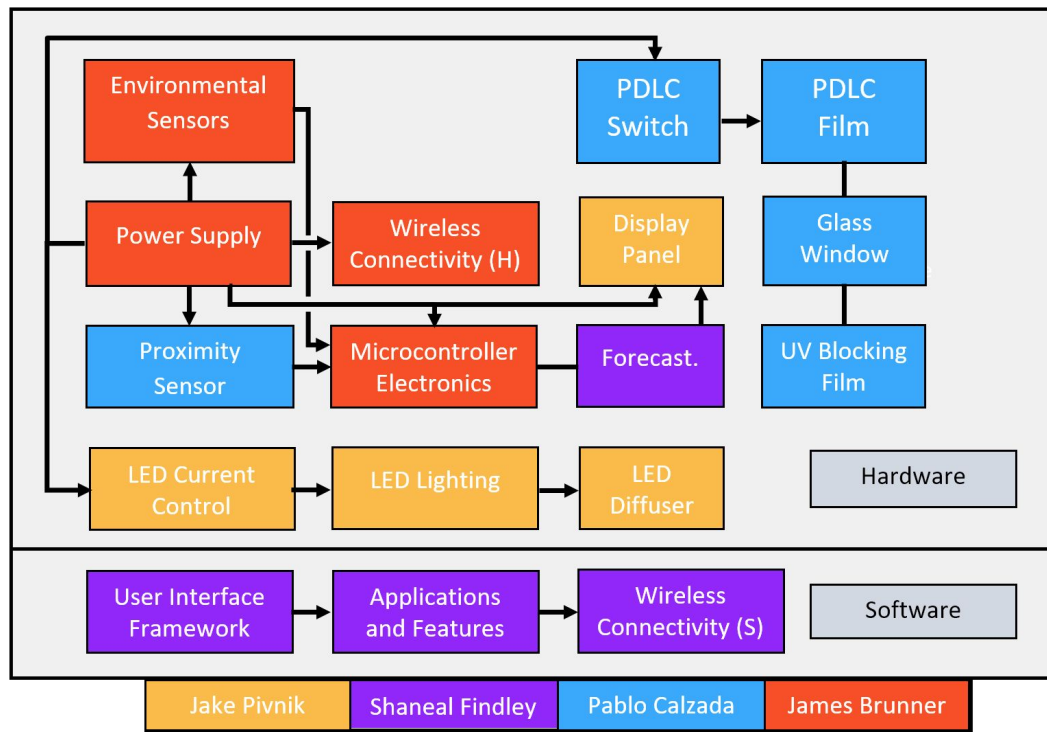 Environmental
Sensors
PDLC
Switch
PDLC
Film
Power Supply
Wireless
Connectivity (H)
Display
Panel
Glass
Window
Proximity
Sensor
Microcontroller
Electronics
Forecast.
UV Blocking
Film
LED Current
Control
LED Lighting
LED
Diffuser
Hardware
User Interface
Framework
Applications
and Features
Wireless
Connectivity (S)
Software
Jake Pivnik
Shaneal Findley
Pablo Calzada
James Brunner